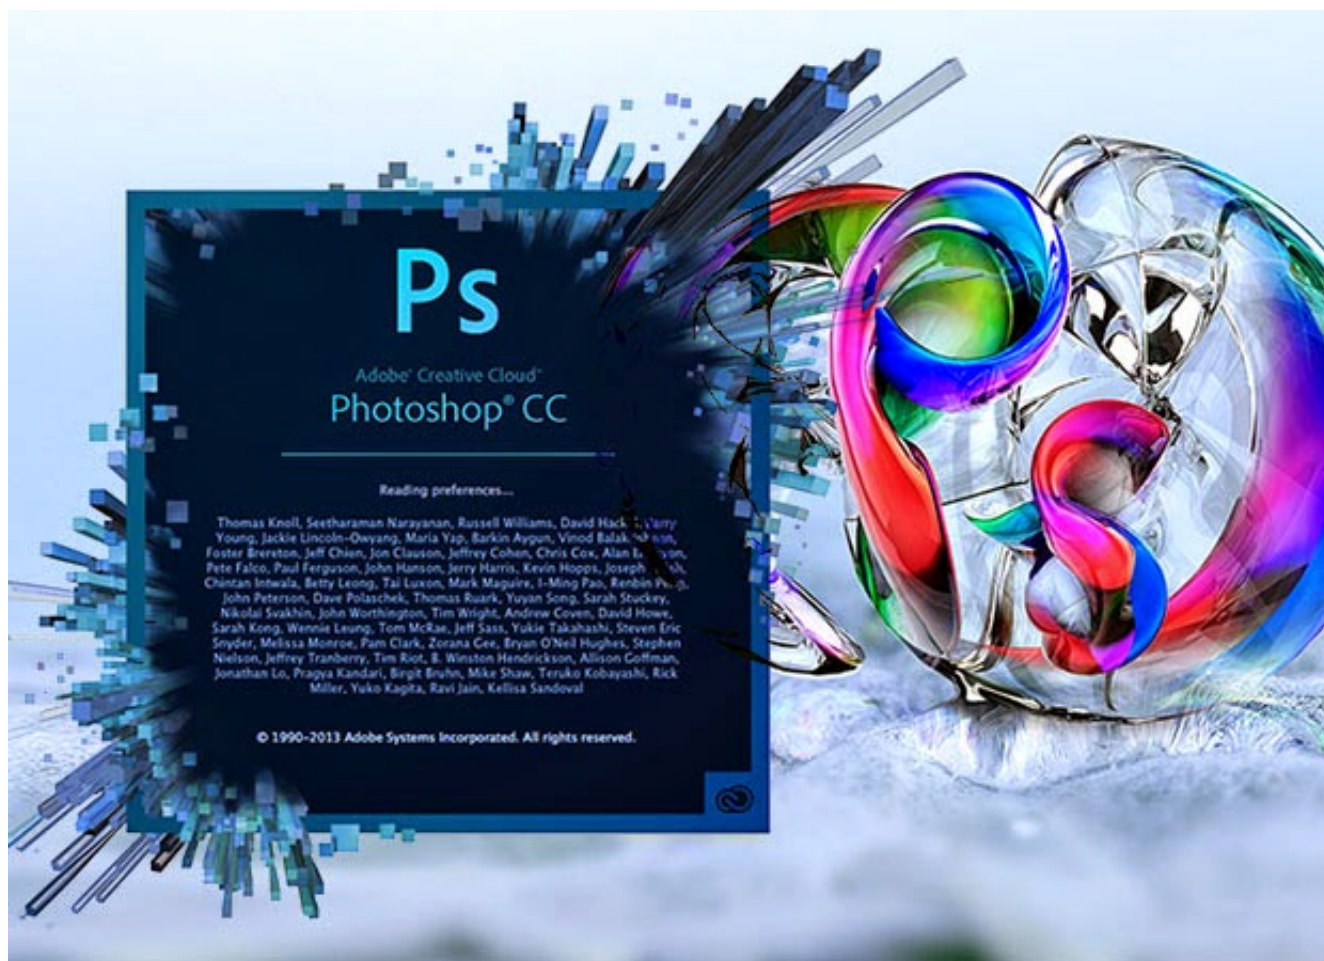 Ps
Adobe® Creative Cloud™
Photoshop® CC
Reading preferences...
Thomas Knoll, Seetharaman Narayanan, Russell Williams, David Hack
Young, Jackie Lincoln-Owyang, Maria Yap, Barkin Aygun, Vinod
Foster Brereton, Jeff Chien, Jon Clauson, Jeffrey Cohen, Chris Cox, Alan
Pete Falco, Paul Ferguson, John Hanson, Jerry Harris, Kevin Hopps, Joseph
Chintan Intwala, Betty Leong, Tai Luxon, Mark Maguire, I-Ming Pao, Renbin
John Peterson, Dave Polaschek, Thomas Ruark, Yuyan Song, Sarah Stuckey,
Nikolai Svakhin, John Worthington, Tim Wright, Andrew Coven, David Howe,
Sarah Kong, Wennie Leung, Tom McRae, Jeff Sass, Yukie Takahashi, Steven Eric
Snyder, Melissa Monroe, Pam Clark, Zorana Gee, Bryan O'Neil Hughes, Stephen
Nielson, Jeffrey Tranberry, Tim Riot, B. Winston Hendrickson, Allison Goffman,
Jonathan Lo, Pragya Kandari, Birgit Bruhn, Mike Shaw, Teruko Kobayashi, Rick
Miller, Yuko Kagita, Ravi Jain, Kellisa Sandoval
© 1990-2013 Adobe Systems Incorporated. All rights reserved.